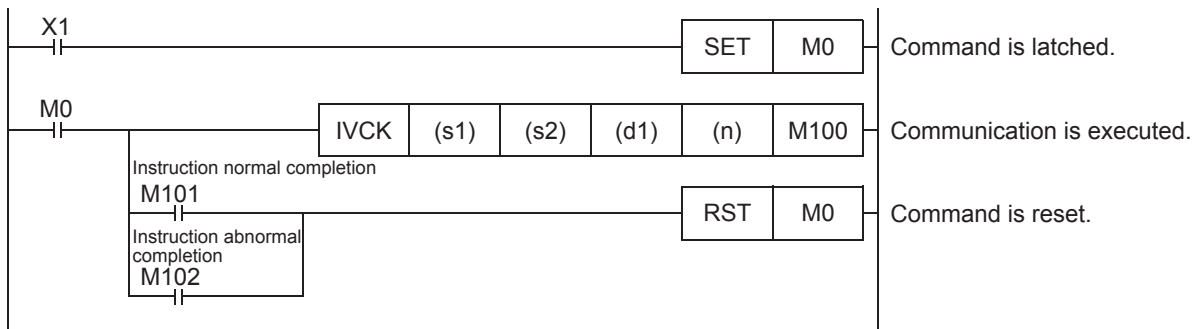 X1
SET M0 Command is latched.
M0
IVCK (s1) (s2) (d1) (n) M100 Communication is executed.
Instruction normal completion
M101
RST M0 Command is reset.
Instruction abnormal
completion
M102